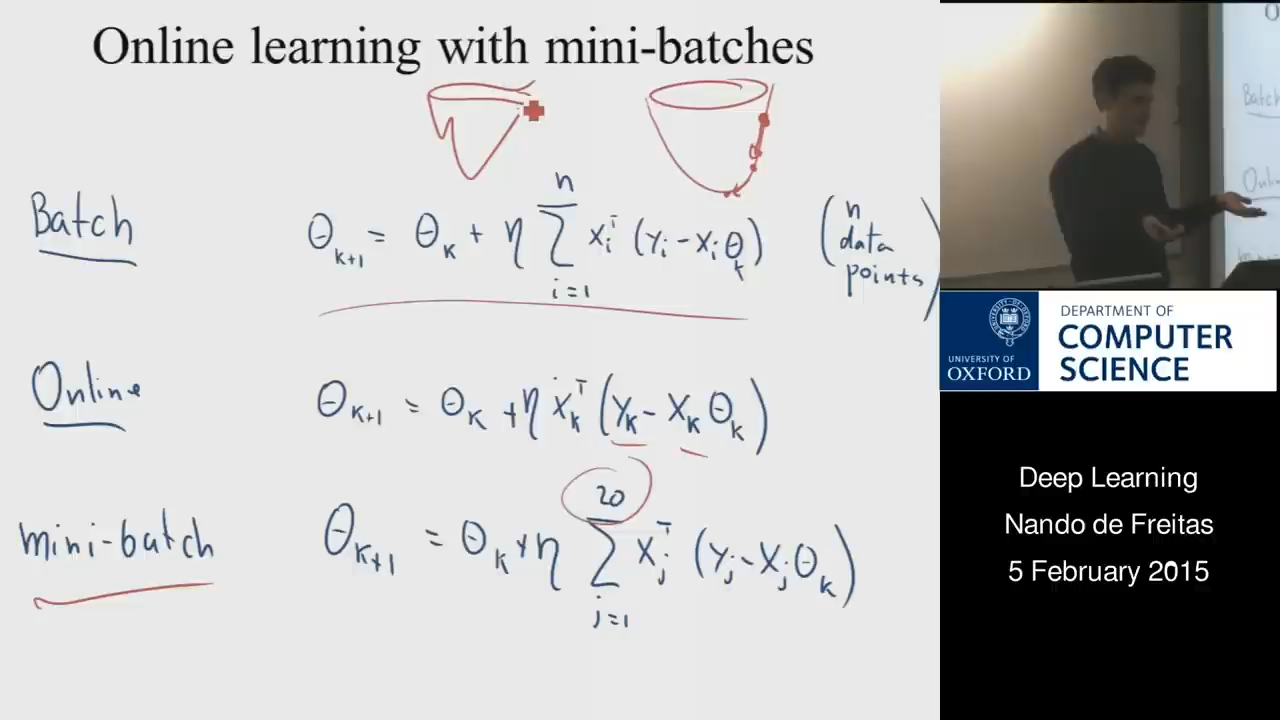 Online learning with mini-batches
Batch
θ_{k+1} = θ_k + η ∑_{i=1}^{n} x_i^T (y_i - x_i θ_k)
(n data points)
Online
θ_{k+1} = θ_k + η x_k^T (y_k - x_k θ_k)
mini-batch
θ_{k+1} = θ_k + η ∑_{j=1}^{20} x_j^T (y_j - x_j θ_k)
Batch
Onlin
UNIVERSITY OF
OXFORD
DEPARTMENT OF
COMPUTER
SCIENCE
Deep Learning
Nando de Freitas
5 February 2015